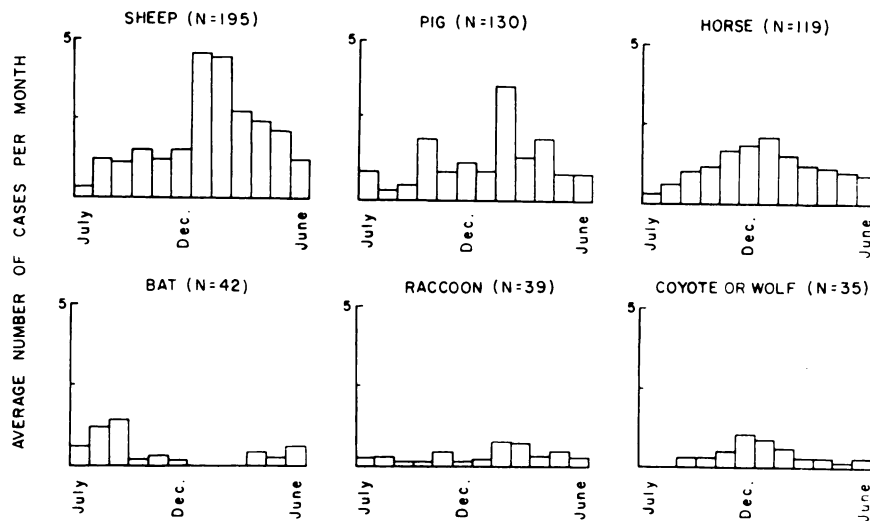 AVERAGE NUMBER OF CASES PER MONTH
SHEEP (N=195)
5
July
Dec.
June
PIG (N=130)
5
July
Dec.
June
HORSE (N=119)
5
July
Dec.
June
BAT (N=42)
5
July
Dec.
June
RACCOON (N=39)
5
July
Dec.
June
COYOTE OR WOLF (N=35)
5
July
Dec.
June